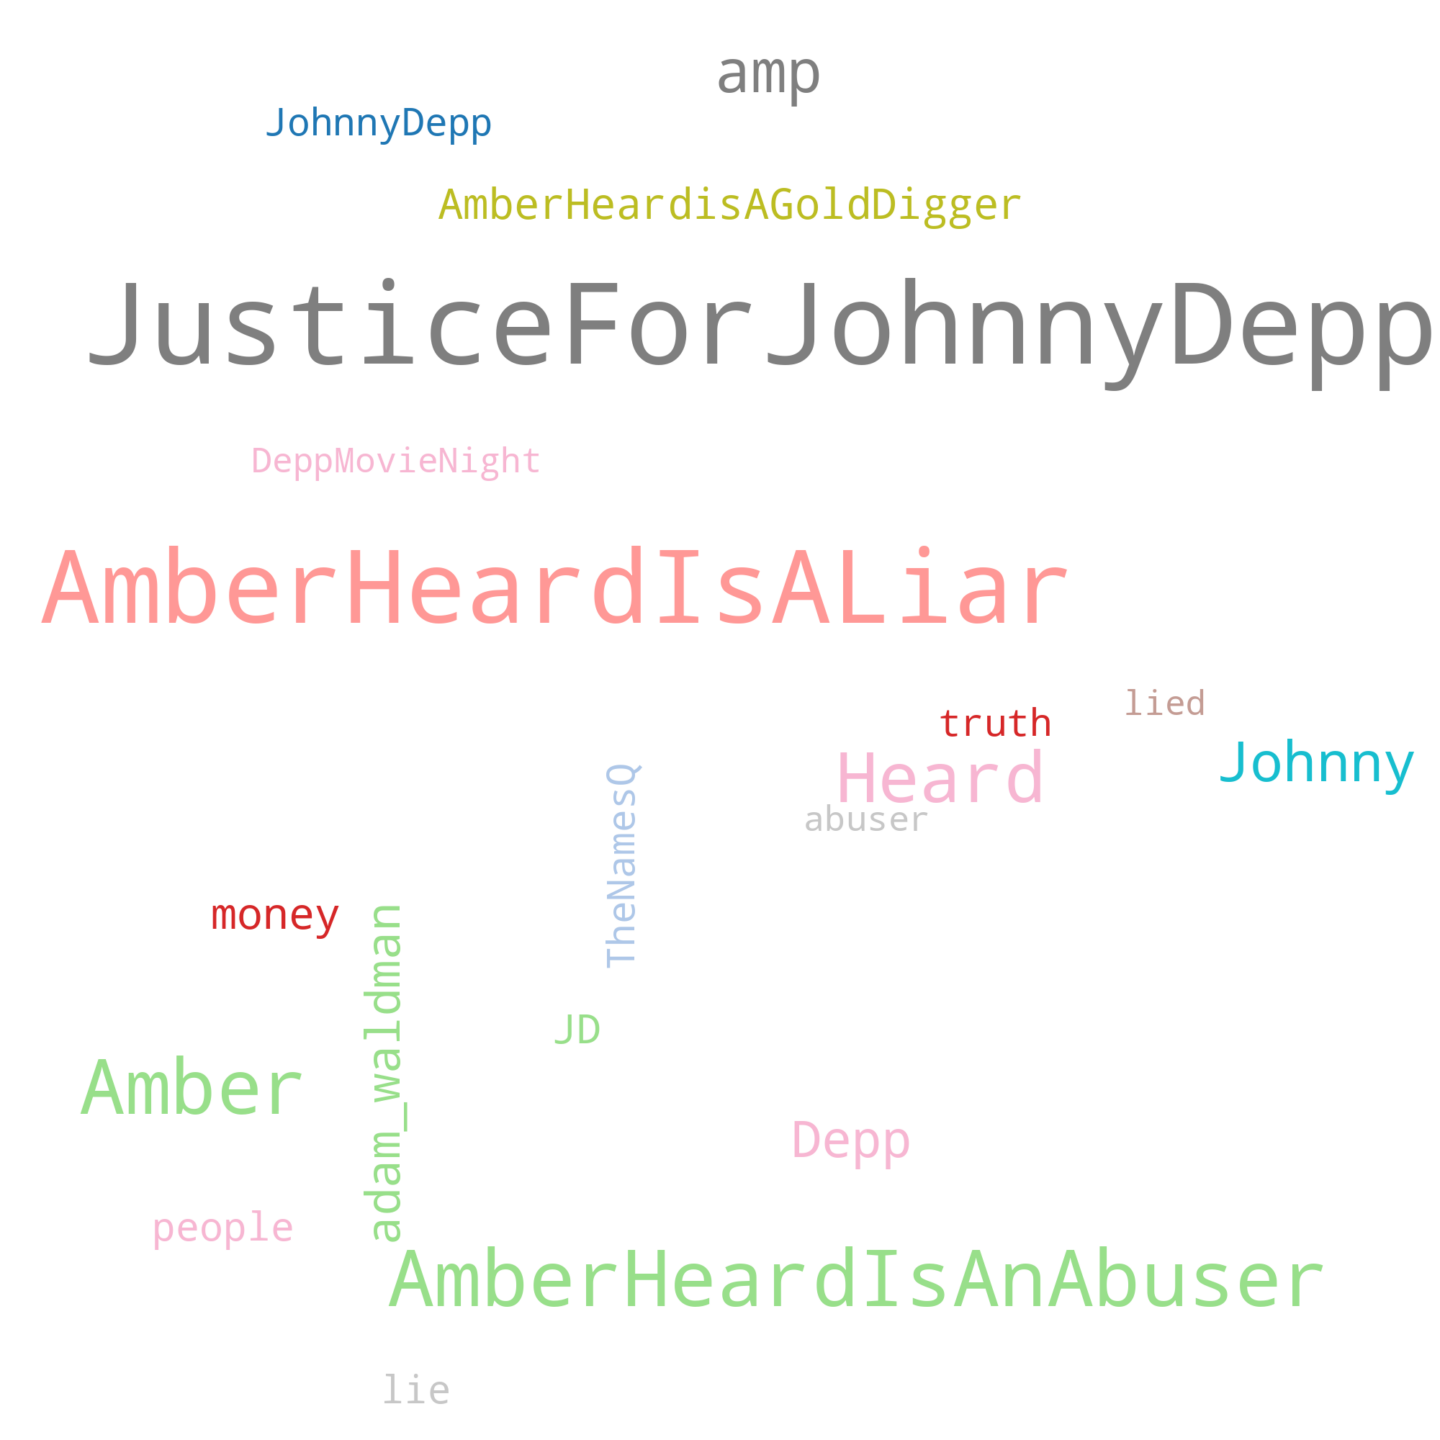 amp
JohnnyDepp
AmberHeardisAGoldDigger
JusticeForJohnnyDepp
DeppMovieNight
AmberHeardIsALiar
lied
truth
Johnny
Heard
abuser
TheNamesQ
money
adam_waldman
JD
Amber
Depp
people
AmberHeardIsAnAbuser
lie